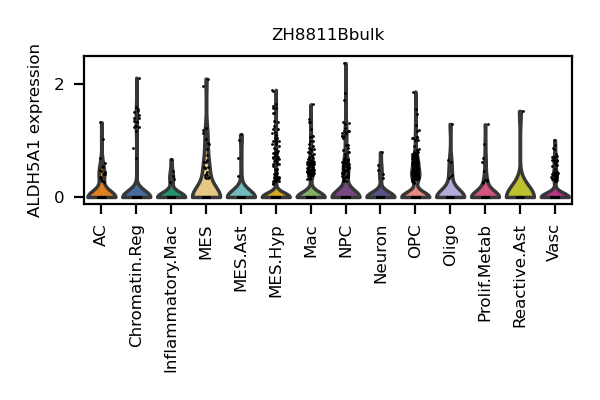 ZH8811Bbulk
ALDH5A1 expression
2
0
AC
Chromatin.Reg
Inflammatory.Mac
MES
MES.Ast
MES.Hyp
Mac
NPC
Neuron
OPC
Oligo
Prolif.Metab
Reactive.Ast
Vasc